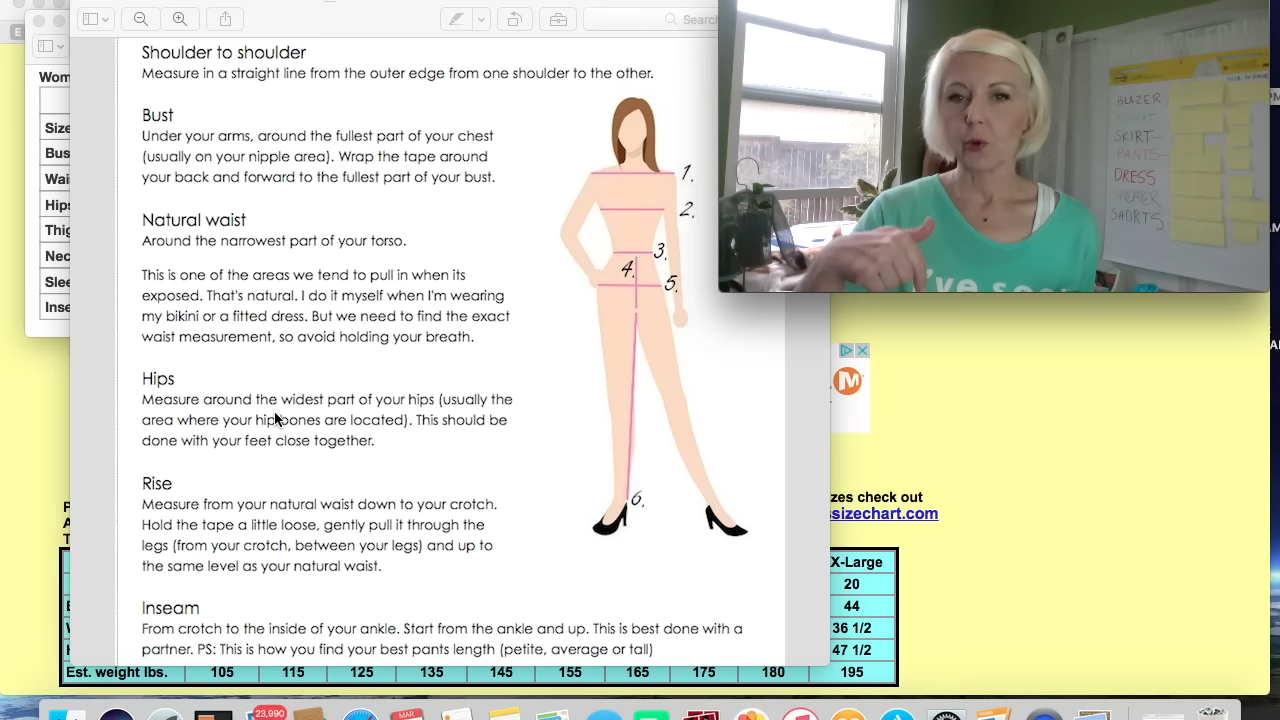 Search
E
Wom
Size
Bus
Wai
Hips
Thig
Nec
Slee
Inse
Shoulder to shoulder
Measure in a straight line from the outer edge from one shoulder to the other.
Bust
Under your arms, around the fullest part of your chest
(usually on your nipple area). Wrap the tape around
your back and forward to the fullest part of your bust.
Natural waist
Around the narrowest part of your torso.
This is one of the areas we tend to pull in when its
exposed. That's natural. I do it myself when I'm wearing
my bikini or a fitted dress. But we need to find the exact
waist measurement, so avoid holding your breath.
Hips
Measure around the widest part of your hips (usually the
area where your hip bones are located). This should be
done with your feet close together.
Rise
Measure from your natural waist down to your crotch.
Hold the tape a little loose, gently pull it through the
legs (from your crotch, between your legs) and up to
the same level as your natural waist.
Inseam
From crotch to the inside of your ankle. Start from the ankle and up. This is best done with a
partner. PS: This is how you find your best pants length (petite, average or tall)
1.
2.
3.
4.
5.
6.
BLAZER
SKIRT
PANTS
DRESS
SHORTS
I've
M
zes check out
ssizechart.com
X-Large
20
44
36 1/2
47 1/2
Est. weight lbs. 105 115 125 135 145 155 165 175 180 195
23,990
MAR